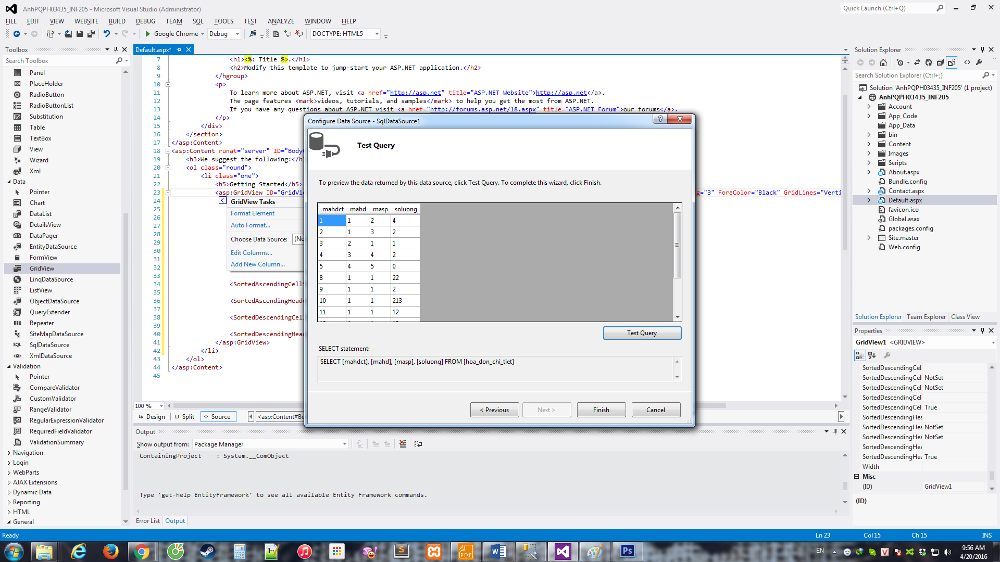 AnhPQPH03435_INF205 - Microsoft Visual Studio (Administrator)
Quick Launch (Ctrl+Q)
FILE EDIT VIEW WEBSITE BUILD DEBUG TEAM SQL TOOLS TEST ANALYZE WINDOW HELP
Google Chrome Debug DOCTYPE: HTML5
Toolbox
Search Toolbox
Panel
PlaceHolder
RadioButton
RadioButtonList
Substitution
Table
TextBox
View
Wizard
Xml
Data
Pointer
Chart
DataList
DetailsView
DataPager
EntityDataSource
FormView
GridView
LinqDataSource
ListView
ObjectDataSource
QueryExtender
Repeater
SiteMapDataSource
SqlDataSource
XmlDataSource
Validation
Pointer
CompareValidator
CustomValidator
RangeValidator
RegularExpressionValidator
RequiredFieldValidator
ValidationSummary
Navigation
Login
WebParts
AJAX Extensions
Dynamic Data
Reporting
HTML
General
Default.aspx*
7 <h1><%: Title %>.</h1>
8 <h2>Modify this template to jump-start your ASP.NET application.</h2>
9 </hgroup>
10 <p>
11 To learn more about ASP.NET, visit <a href="http://asp.net" title="ASP.NET Website">http://asp.net</a>.
12 The page features <mark>videos, tutorials, and samples</mark> to help you get the most from ASP.NET.
13 If you have any questions about ASP.NET visit <a href="http://forums.asp.net/18.aspx" title="ASP.NET Forum">our forums</a>.
14 </p>
15 </div>
16 </section>
17 </asp:Content>
18 <asp:Content runat="server" ID="Body
19 <h3>We suggest the following:</h
20 <ol class="round">
21 <li class="one">
22 <h5>Getting Started</h5>
23 <asp:GridView ID="GridVie g="3" ForeColor="Black" GridLines="Verti
24
25
26
27
28
29
30
31
32
33
34 <SortedAscendingCell
35
36 <SortedAscendingHeade
37
38 <SortedDescendingCel
39
40 <SortedDescendingHea
41 </asp:GridView>
42 </li>
43 </ol>
44 </asp:Content>
45
GridView Tasks
Format Element
Auto Format...
Choose Data Source: (No
Edit Columns...
Add New Column...
100 %
Design Split Source <asp:Content#Bo
Configure Data Source - SqlDataSource1
Test Query
To preview the data returned by this data source, click Test Query. To complete this wizard, click Finish.
mahdct mahd masp soluong
1 1 2 4
2 1 3 2
3 2 1 1
4 3 4 2
5 4 5 0
8 1 1 22
9 1 1 2
10 1 1 213
11 1 1 12
Test Query
SELECT statement:
SELECT [mahdct], [mahd], [masp], [soluong] FROM [hoa_don_chi_tiet]
< Previous Next > Finish Cancel
Output
Show output from: Package Manager
ContainingProject : System.__ComObject
Type 'get-help EntityFramework' to see all available Entity Framework commands.
Error List Output
Solution Explorer
Search Solution Explorer (Ctrl+;)
Solution 'AnhPQPH03435_INF205' (1 project)
AnhPQPH03435_INF205
Account
App_Code
App_Data
bin
Content
Images
Scripts
About.aspx
Bundle.config
Contact.aspx
Default.aspx
favicon.ico
Global.asax
packages.config
Site.master
Web.config
Solution Explorer Team Explorer Class View
Properties
GridView1 <GRIDVIEW>
SortedDescendingCel
SortedDescendingCel NotSet
SortedDescendingCel NotSet
SortedDescendingCel
SortedDescendingCel True
SortedDescendingHea
SortedDescendingHea NotSet
SortedDescendingHea NotSet
SortedDescendingHea
SortedDescendingHea True
Width
Misc
(ID) GridView1
(ID)
Ready Ln 23 Col 15 Ch 15 INS
EN
9:56 AM
4/20/2016